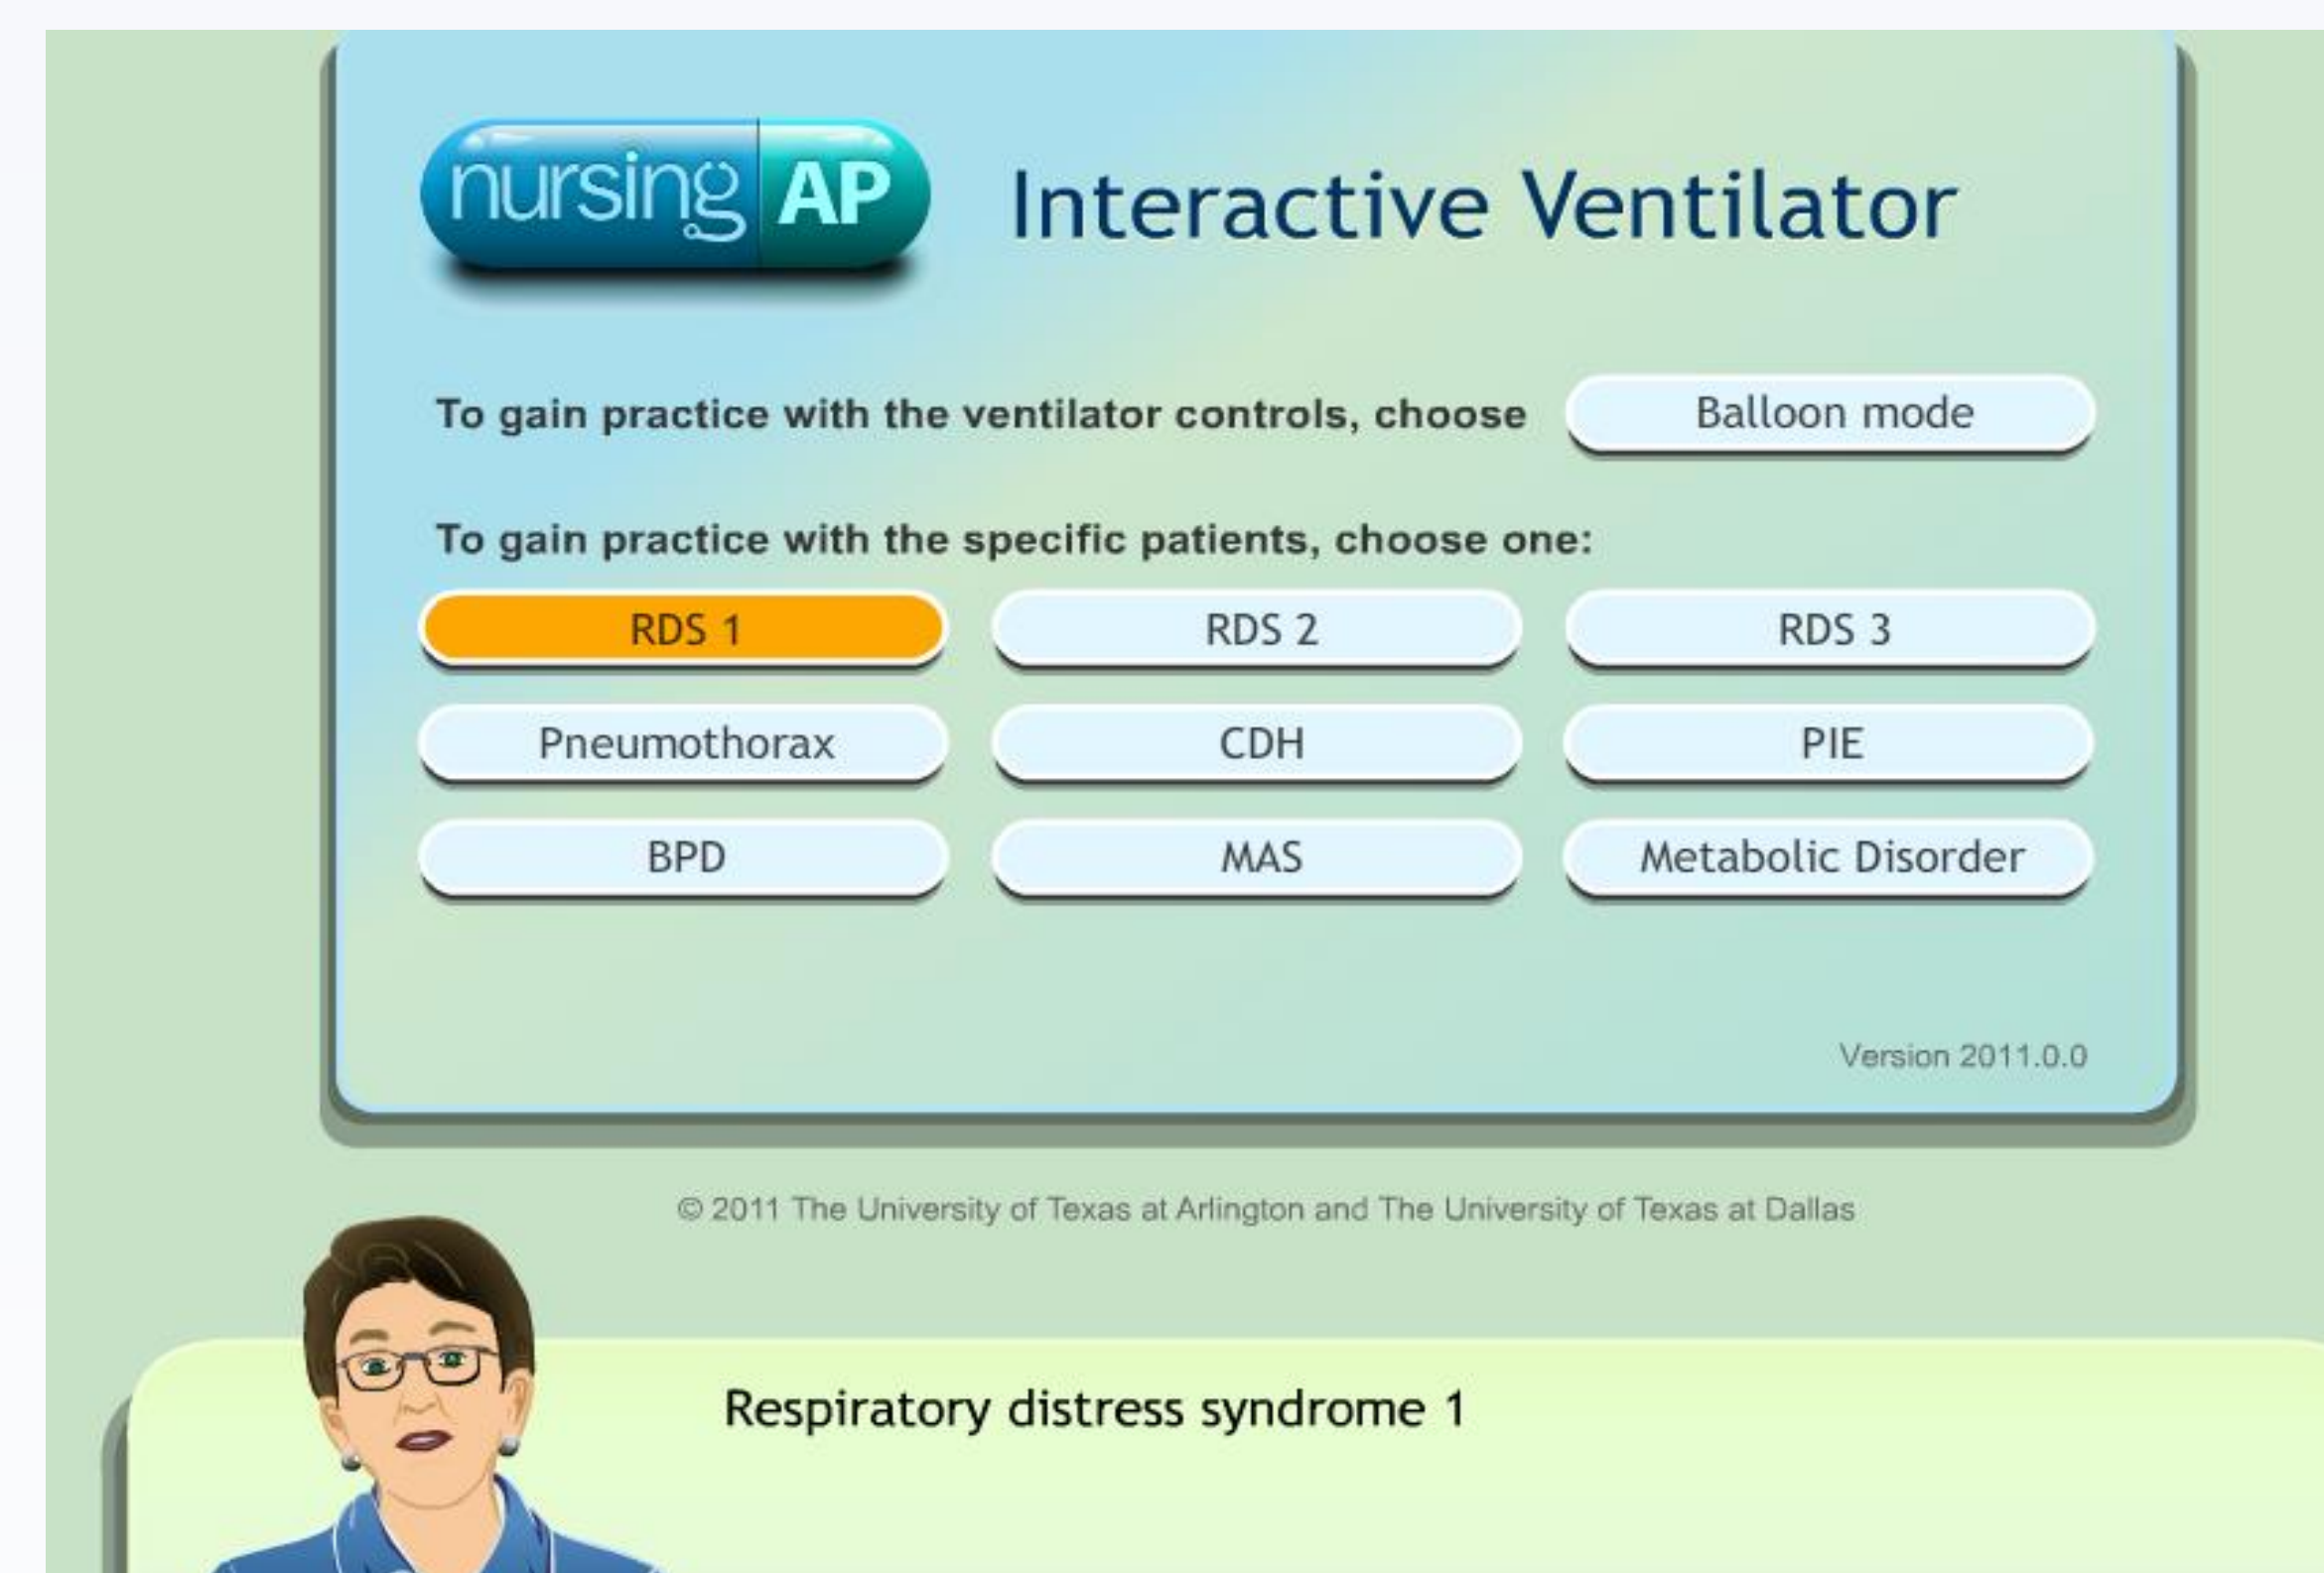 nursing AP Interactive Ventilator
To gain practice with the ventilator controls, choose Balloon mode
To gain practice with the specific patients, choose one:
RDS 1 RDS 2 RDS 3
Pneumothorax CDH PIE
BPD MAS Metabolic Disorder
Version 2011.0.0
© 2011 The University of Texas at Arlington and The University of Texas at Dallas
Respiratory distress syndrome 1